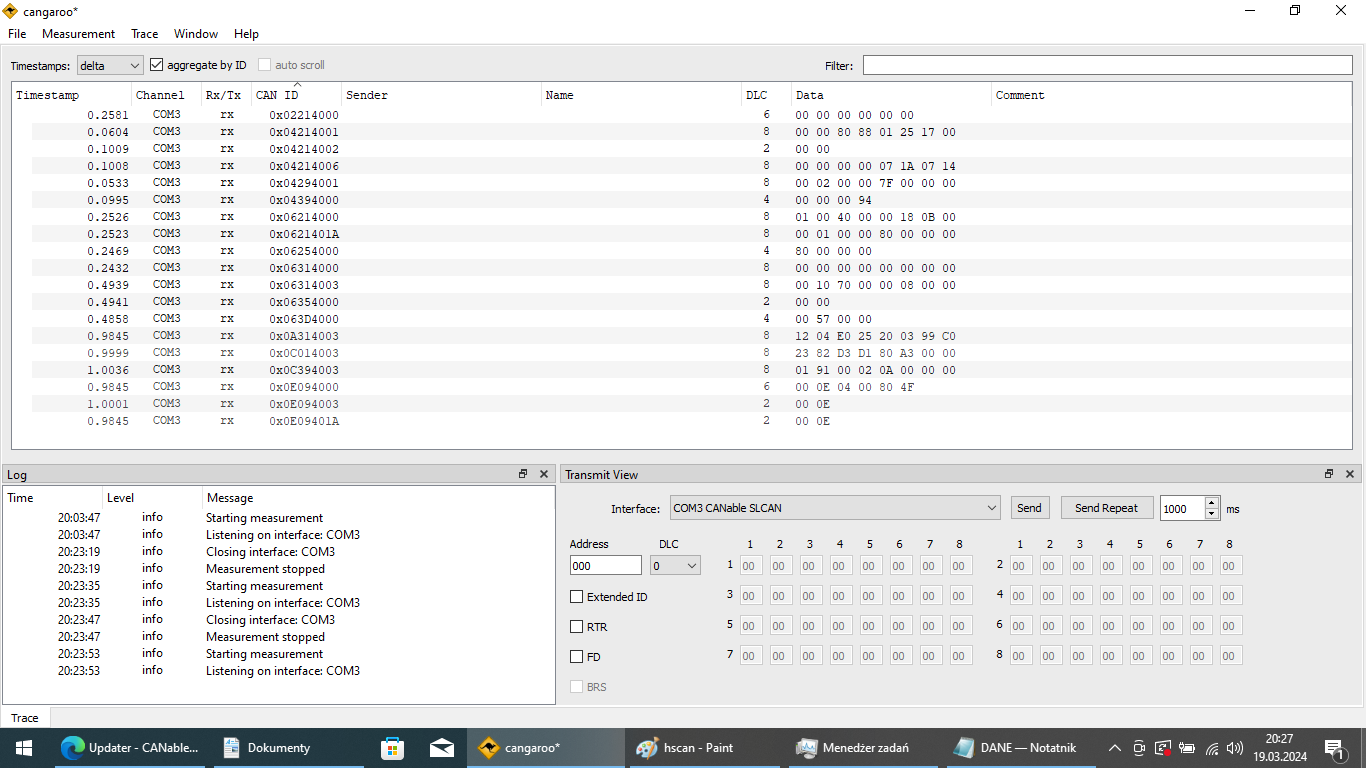 cangaroo*
File Measurement Trace Window Help
Timestamps: delta aggregate by ID auto scroll Filter:
Timestamp Channel Rx/Tx CAN ID Sender Name DLC Data Comment
0.2581 COM3 rx 0x02214000 6 00 00 00 00 00 00
0.0604 COM3 rx 0x04214001 8 00 00 80 88 01 25 17 00
0.1009 COM3 rx 0x04214002 2 00 00
0.1008 COM3 rx 0x04214006 8 00 00 00 00 07 1A 07 14
0.0533 COM3 rx 0x04294001 8 00 02 00 00 7F 00 00 00
0.0995 COM3 rx 0x04394000 4 00 00 00 94
0.2526 COM3 rx 0x06214000 8 01 00 40 00 00 18 0B 00
0.2523 COM3 rx 0x0621401A 8 00 01 00 00 80 00 00 00
0.2469 COM3 rx 0x06254000 4 80 00 00 00
0.2432 COM3 rx 0x06314000 8 00 00 00 00 00 00 00 00
0.4939 COM3 rx 0x06314003 8 00 10 70 00 00 08 00 00
0.4941 COM3 rx 0x06354000 2 00 00
0.4858 COM3 rx 0x063D4000 4 00 57 00 00
0.9845 COM3 rx 0x0A314003 8 12 04 E0 25 20 03 99 C0
0.9999 COM3 rx 0x0C014003 8 23 82 D3 D1 80 A3 00 00
1.0036 COM3 rx 0x0C394003 8 01 91 00 02 0A 00 00 00
0.9845 COM3 rx 0x0E094000 6 00 0E 04 00 80 4F
1.0001 COM3 rx 0x0E094003 2 00 0E
0.9845 COM3 rx 0x0E09401A 2 00 0E
Log
Time Level Message
20:03:47 info Starting measurement
20:03:47 info Listening on interface: COM3
20:23:19 info Closing interface: COM3
20:23:19 info Measurement stopped
20:23:35 info Starting measurement
20:23:35 info Listening on interface: COM3
20:23:47 info Closing interface: COM3
20:23:47 info Measurement stopped
20:23:53 info Starting measurement
20:23:53 info Listening on interface: COM3
Trace
Transmit View
Interface: COM3 CANable SLCAN Send Send Repeat 1000 ms
Address DLC 1 2 3 4 5 6 7 8 1 2 3 4 5 6 7 8
000 0 1 00 00 00 00 00 00 00 00 2 00 00 00 00 00 00 00 00
Extended ID 3 00 00 00 00 00 00 00 00 4 00 00 00 00 00 00 00 00
RTR 5 00 00 00 00 00 00 00 00 6 00 00 00 00 00 00 00 00
FD 7 00 00 00 00 00 00 00 00 8 00 00 00 00 00 00 00 00
BRS
Updater - CANable... Dokumenty cangaroo* hscan - Paint Menedżer zadań DANE — Notatnik 20:27
19.03.2024 1